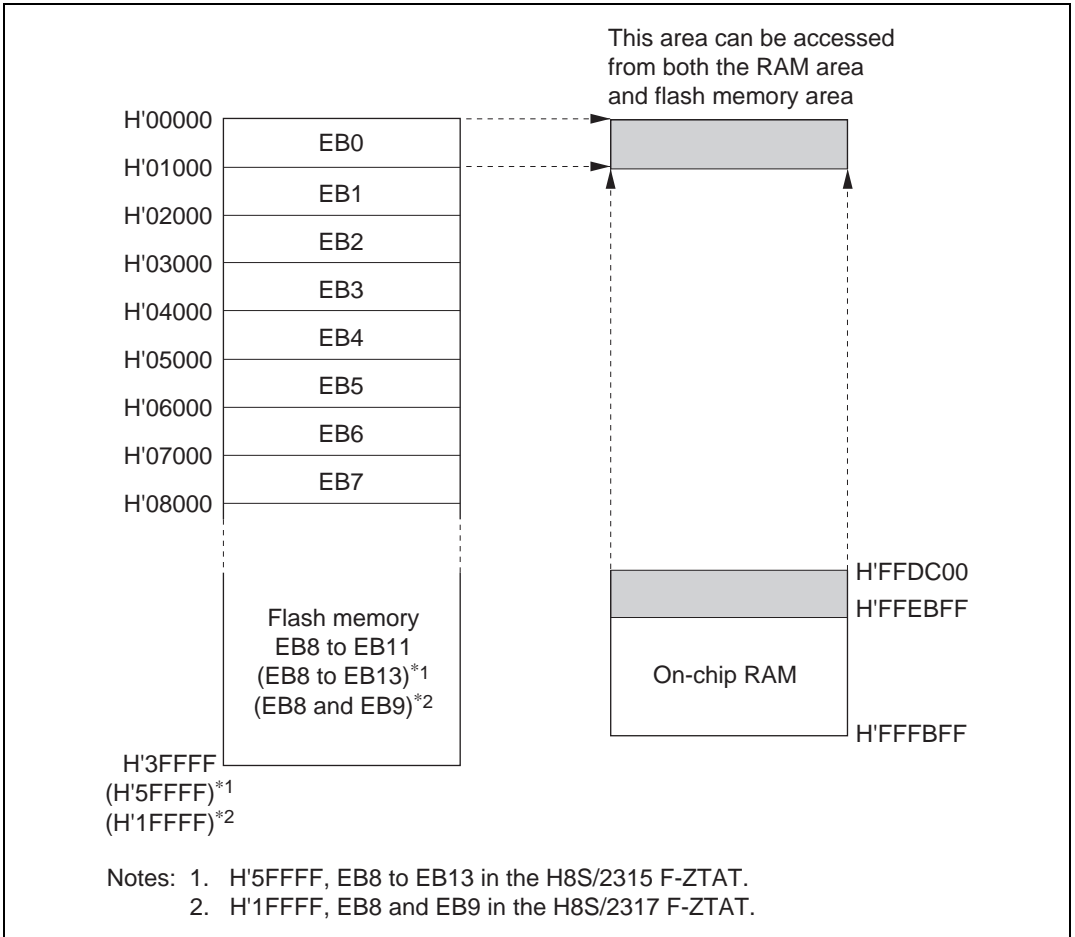 This area can be accessed
from both the RAM area
and flash memory area
H'00000
EB0
H'01000
EB1
H'02000
EB2
H'03000
EB3
H'04000
EB4
H'05000
EB5
H'06000
EB6
H'07000
EB7
H'08000
H'FFDC00
H'FFEBFF
Flash memory
EB8 to EB11
(EB8 to EB13)*1
(EB8 and EB9)*2
On-chip RAM
H'FFFBFF
H'3FFFF
(H'5FFFF)*1
(H'1FFFF)*2
Notes: 1. H'5FFFF, EB8 to EB13 in the H8S/2315 F-ZTAT.
2. H'1FFFF, EB8 and EB9 in the H8S/2317 F-ZTAT.